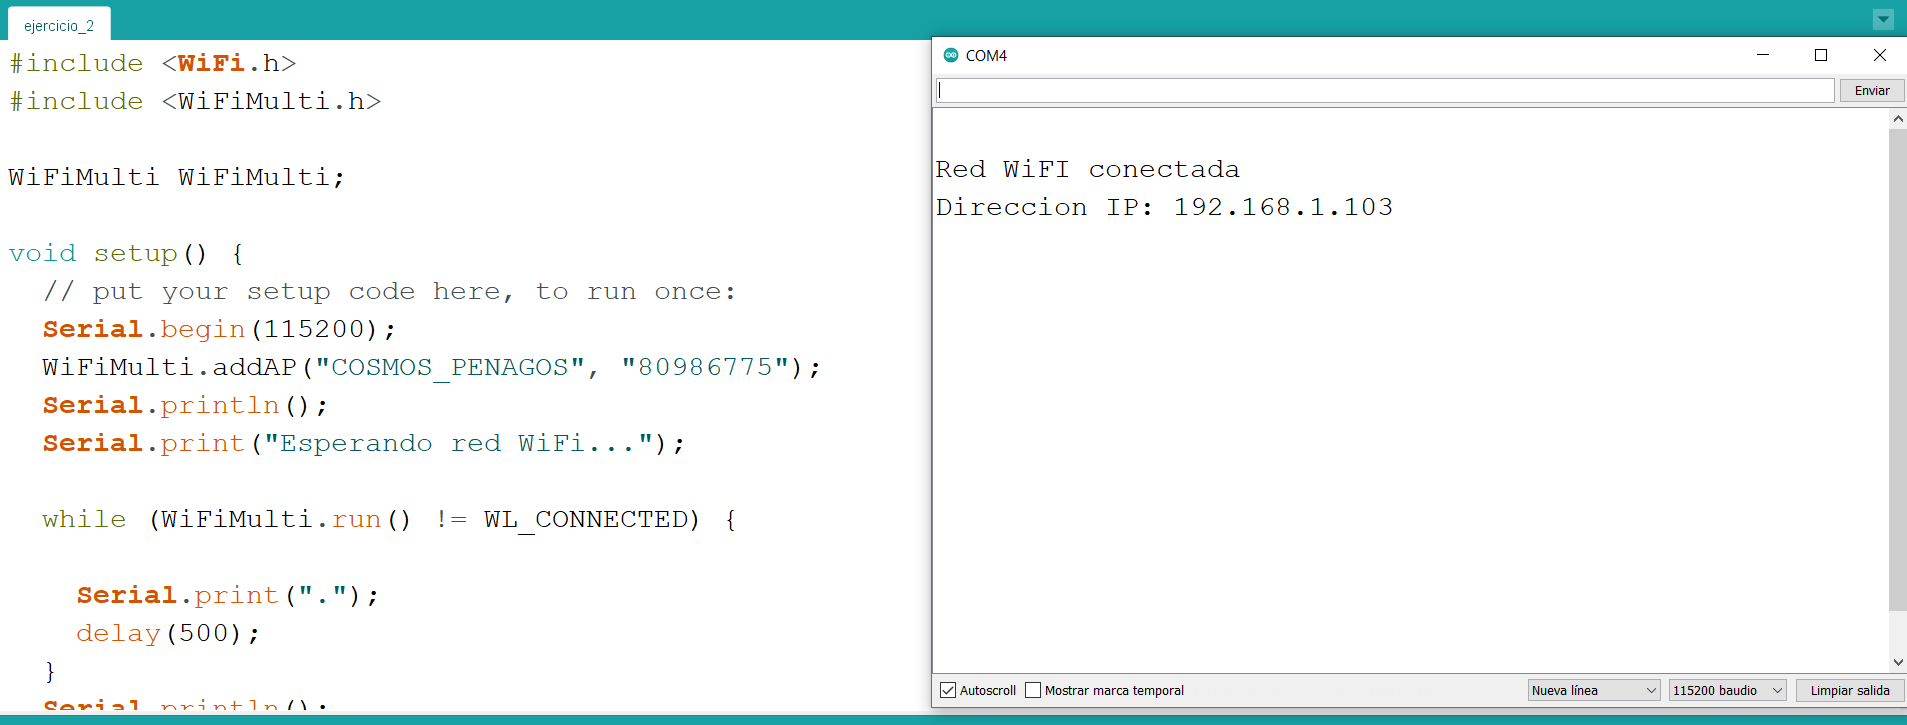 ejercicio_2
#include <WiFi.h>
#include <WiFiMulti.h>
WiFiMulti WiFiMulti;
void setup() {
// put your setup code here, to run once:
Serial.begin(115200);
WiFiMulti.addAP("COSMOS_PENAGOS", "80986775");
Serial.println();
Serial.print("Esperando red WiFi...");
while (WiFiMulti.run() != WL_CONNECTED) {
Serial.print(".");
delay(500);
}
Serial.println();
COM4
Enviar
Red WiFI conectada
Direccion IP: 192.168.1.103
Autoscroll
Mostrar marca temporal
Nueva línea
115200 baudio
Limpiar salida